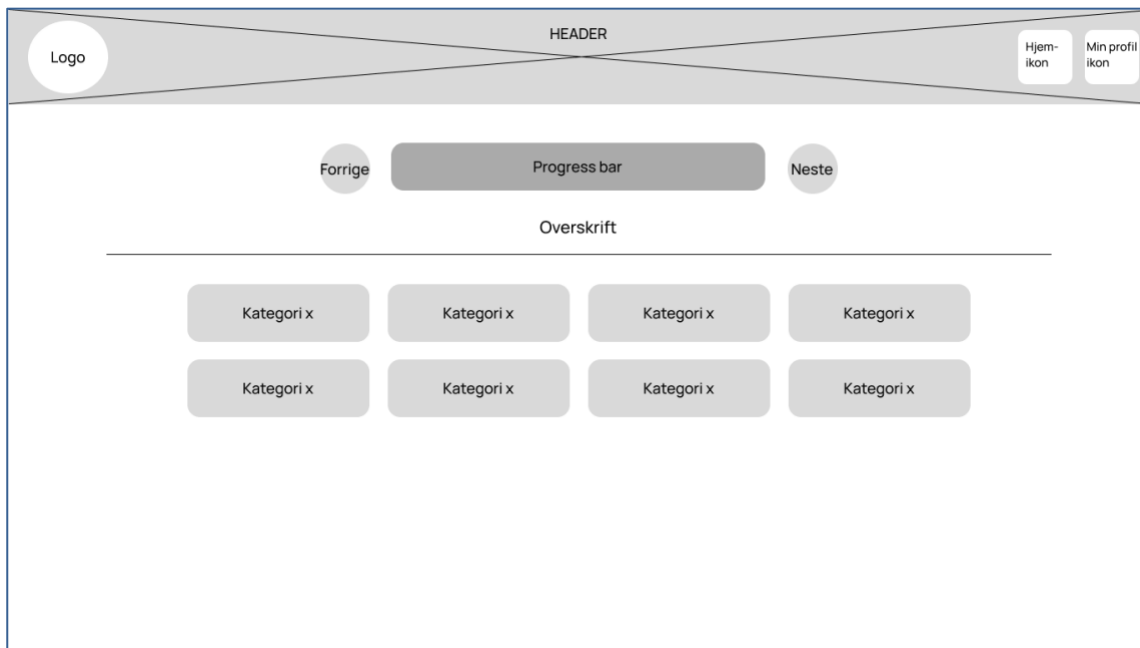 HEADER
Logo
Hjem-
ikon
Min profil
ikon
Forrige
Progress bar
Neste
Overskrift
Kategori x
Kategori x
Kategori x
Kategori x
Kategori x
Kategori x
Kategori x
Kategori x